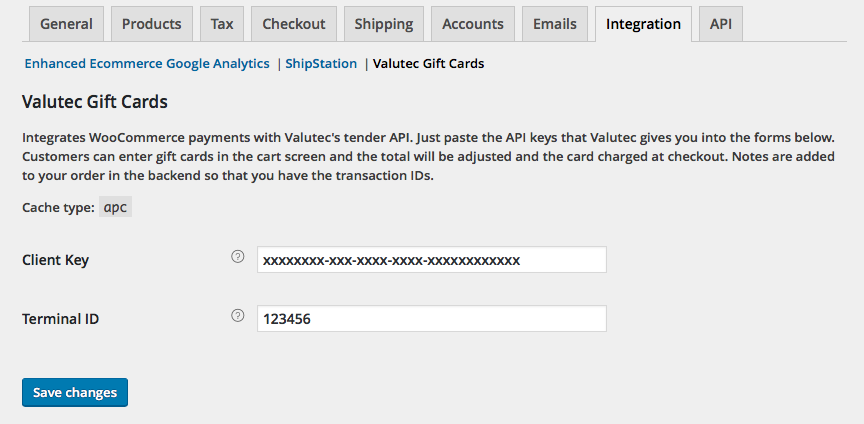 General Products Tax Checkout Shipping Accounts Emails Integration API
Enhanced Ecommerce Google Analytics | ShipStation | Valutec Gift Cards
Valutec Gift Cards
Integrates WooCommerce payments with Valutec's tender API. Just paste the API keys that Valutec gives you into the forms below.
Customers can enter gift cards in the cart screen and the total will be adjusted and the card charged at checkout. Notes are added
to your order in the backend so that you have the transaction IDs.
Cache type: apc
Client Key ? xxxxxxxx-xxx-xxxx-xxxx-xxxxxxxxxxxx
Terminal ID ? 123456
Save changes